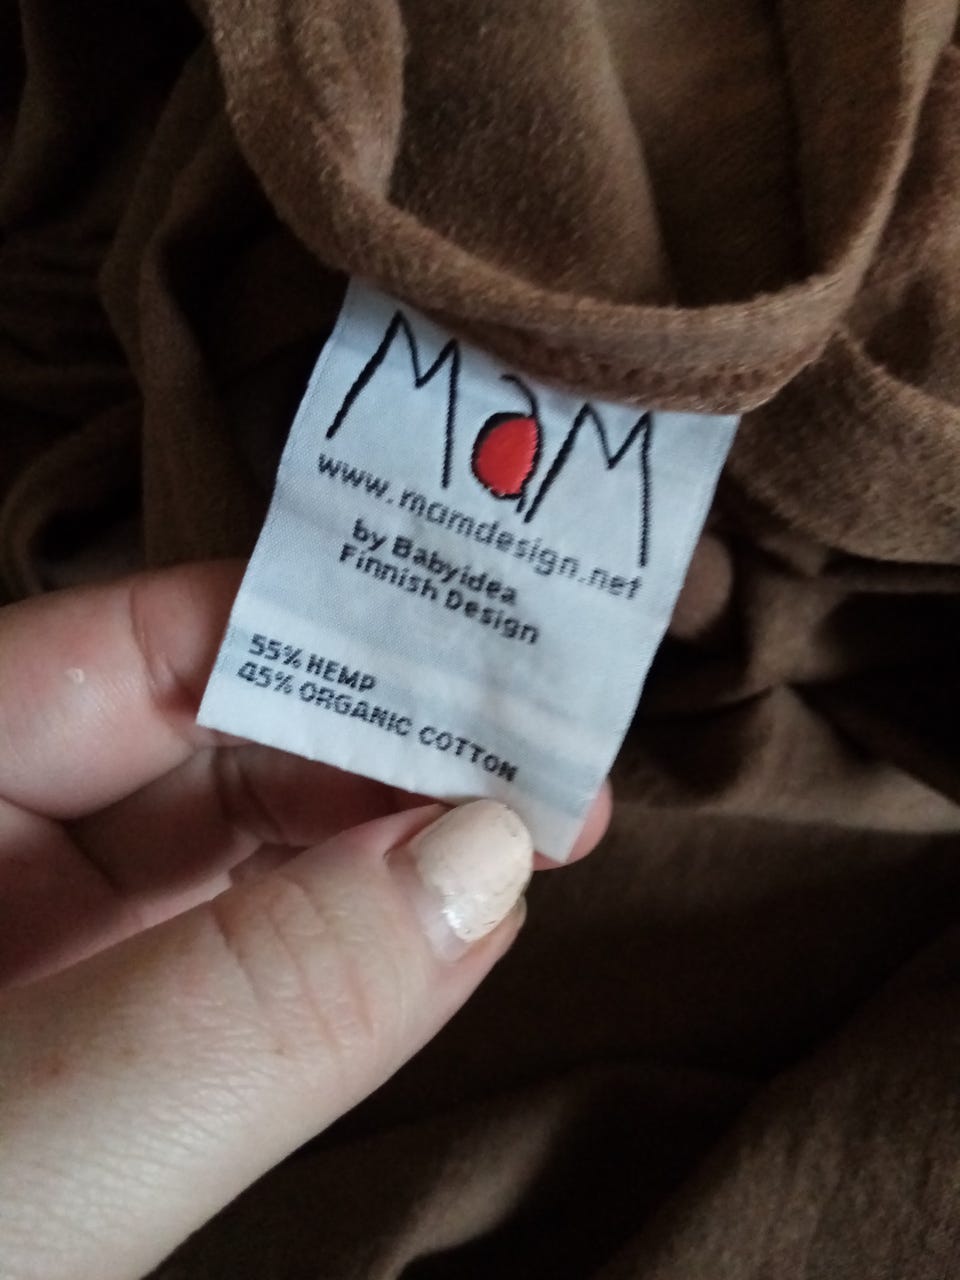 MaM
www.mamdesign.net
by Babyidea
Finnish Design
55% HEMP
45% ORGANIC COTTON